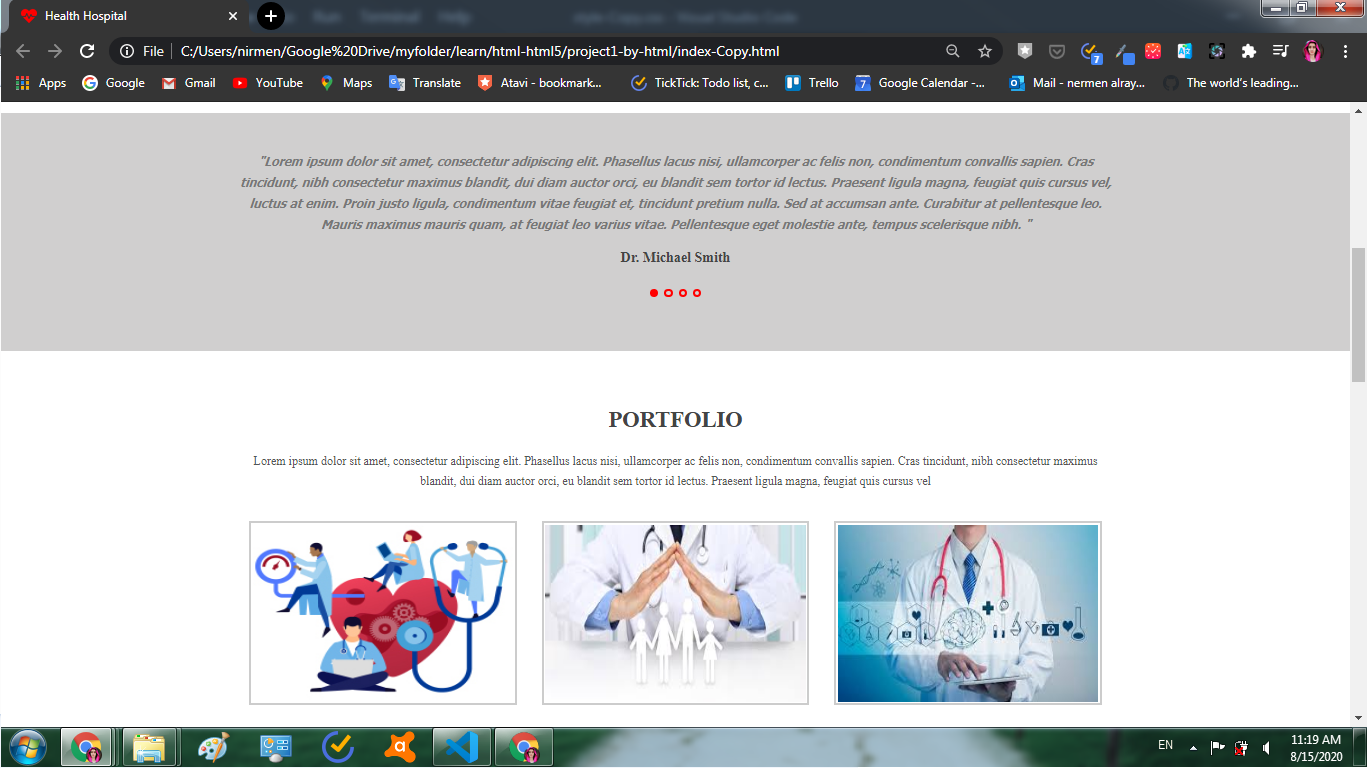 Health Hospital
Run Terminal Help
File
C:/Users/nirmen/Google%20Drive/myfolder/learn/html-html5/project1-by-html/index-Copy.html
7
Apps Google Gmail YouTube Maps Translate Atavi - bookmark... TickTick: Todo list, c... Trello 7 Google Calendar -... Mail - nermen alray... The world's leading...
"Lorem ipsum dolor sit amet, consectetur adipiscing elit. Phasellus lacus nisi, ullamcorper ac felis non, condimentum convallis sapien. Cras
tincidunt, nibh consectetur maximus blandit, dui diam auctor orci, eu blandit sem tortor id lectus. Praesent ligula magna, feugiat quis cursus vel,
luctus at enim. Proin justo ligula, condimentum vitae feugiat et, tincidunt pretium nulla. Sed at accumsan ante. Curabitur at pellentesque leo.
Mauris maximus mauris quam, at feugiat leo varius vitae. Pellentesque eget molestie ante, tempus scelerisque nibh. "
Dr. Michael Smith
PORTFOLIO
Lorem ipsum dolor sit amet, consectetur adipiscing elit. Phasellus lacus nisi, ullamcorper ac felis non, condimentum convallis sapien. Cras tincidunt, nibh consectetur maximus
blandit, dui diam auctor orci, eu blandit sem tortor id lectus. Praesent ligula magna, feugiat quis cursus vel
EN
11:19 AM
8/15/2020